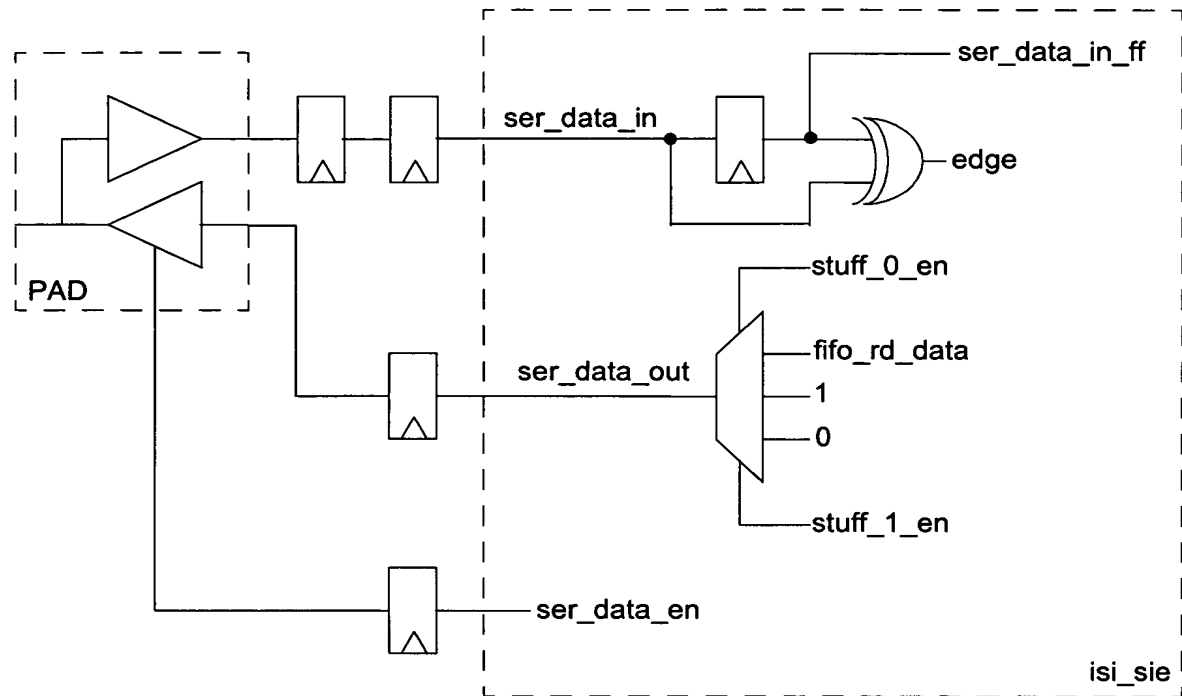 ser_data_in_ff
ser_data_in
edge
PAD
stuff_0_en
fifo_rd_data
ser_data_out
1
0
stuff_1_en
ser_data_en
isi_sie